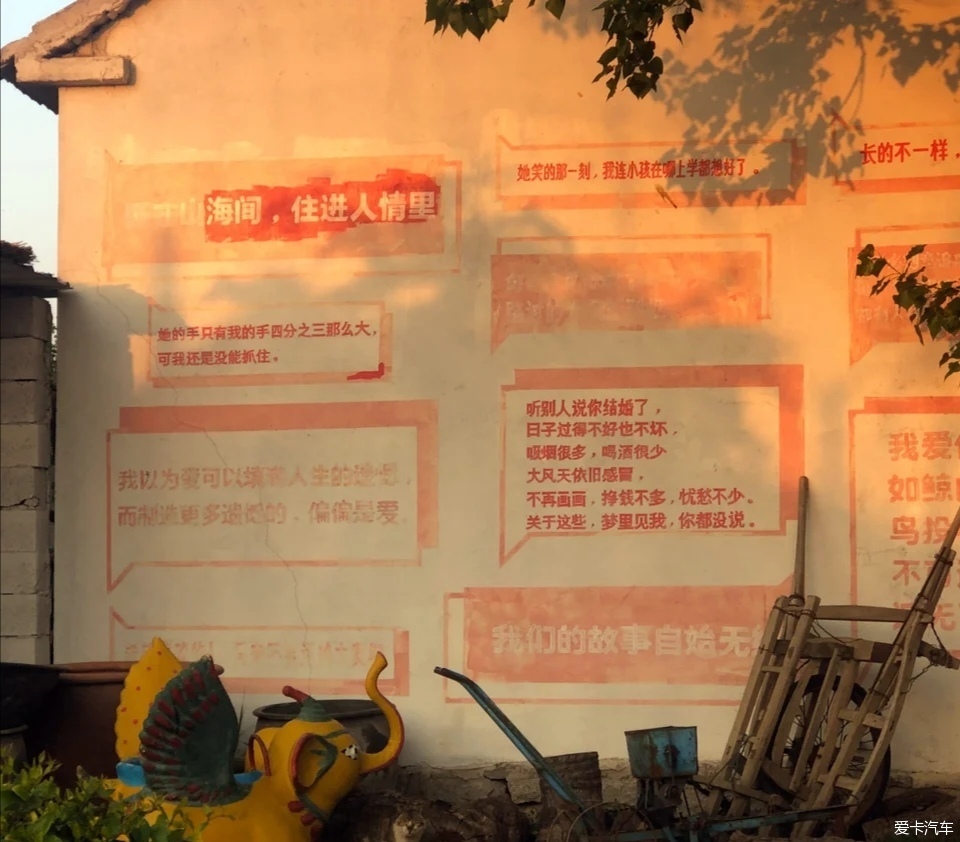 山海间，住进人情里
她笑的那一刻，我连小孩在哪上学都想好了。
长的不一样，
她的手只有我的手四分之三那么大，
可我还是没能抓住。
听别人说你结婚了，
日子过得不好也不坏，
吸烟很多，喝酒很少
大风天依旧感冒，
不再画画，挣钱不多，忧愁不少。
关于这些，梦里见我，你都没说。
我以为爱可以填满人生的遗憾，
而制造更多遗憾的，偏偏是爱。
我爱
如鲸
鸟投
不
我们的故事自始无
爱卡汽车